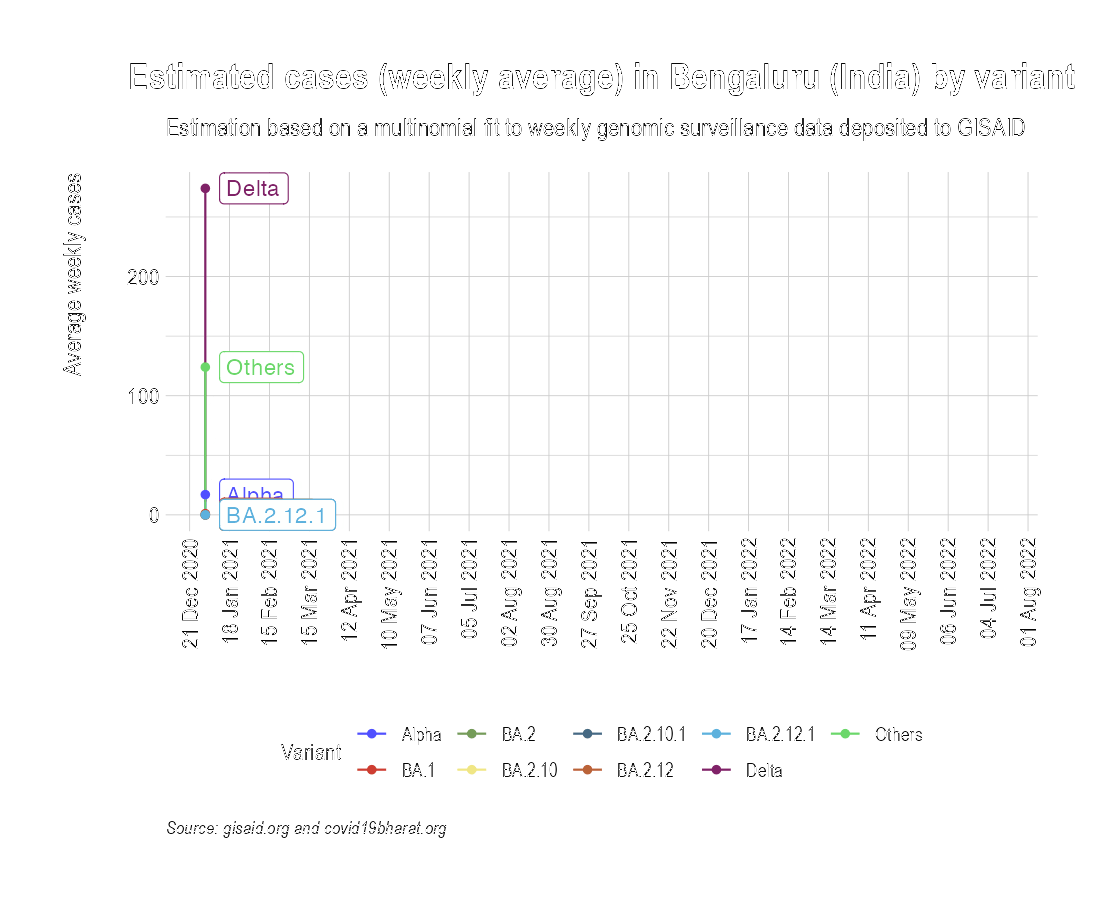 Estimated cases (weekly average) in Bengaluru (India) by variant
Estimation based on a multinomial fit to weekly genomic surveillance data deposited to GISAID
Average weekly cases
200
100
0
Delta
Others
Alpha
BA.2.12.1
21 Dec 2020
18 Jan 2021
15 Feb 2021
15 Mar 2021
12 Apr 2021
10 May 2021
07 Jun 2021
05 Jul 2021
02 Aug 2021
30 Aug 2021
27 Sep 2021
25 Oct 2021
22 Nov 2021
20 Dec 2021
17 Jan 2022
14 Feb 2022
14 Mar 2022
11 Apr 2022
09 May 2022
06 Jun 2022
04 Jul 2022
01 Aug 2022
Variant
Alpha BA.2 BA.2.10.1 BA.2.12.1 Others
BA.1 BA.2.10 BA.2.12 Delta
Source: gisaid.org and covid19bharat.org